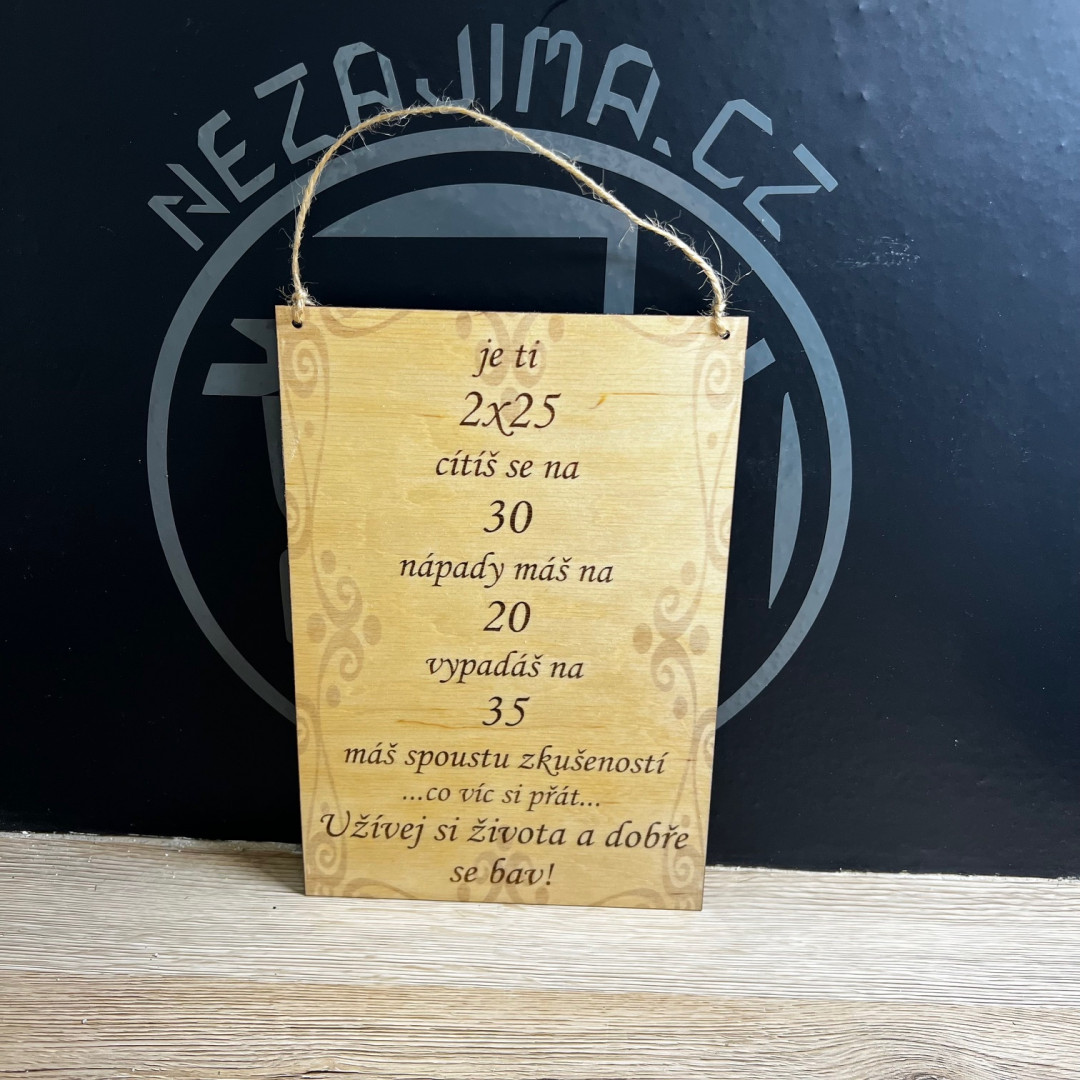 NEZAJIMA.CZ
je ti
2x25
cítíš se na
30
nápady máš na
20
vypadáš na
35
máš spoustu zkušeností
...co víc si přát...
Užívej si života a dobře
se bav!